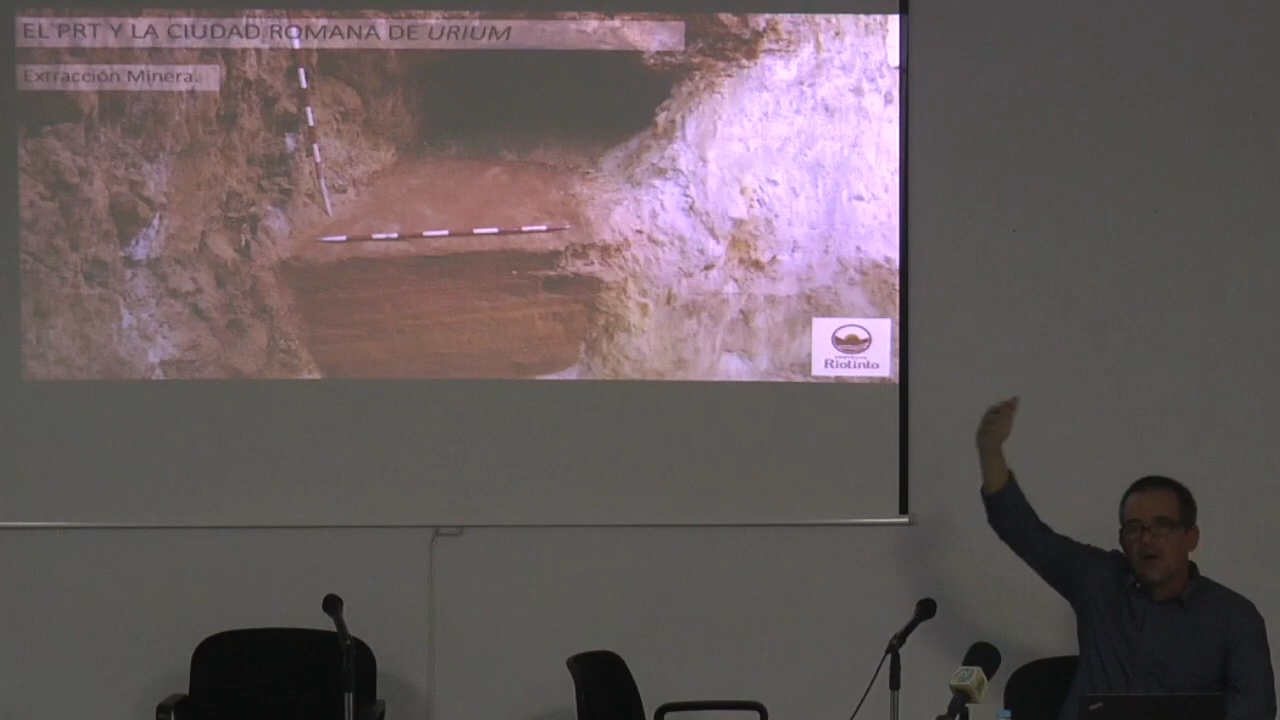 EL PRT Y LA CIUDAD ROMANA DE URIUM
Extracción Minera.
Riotinto